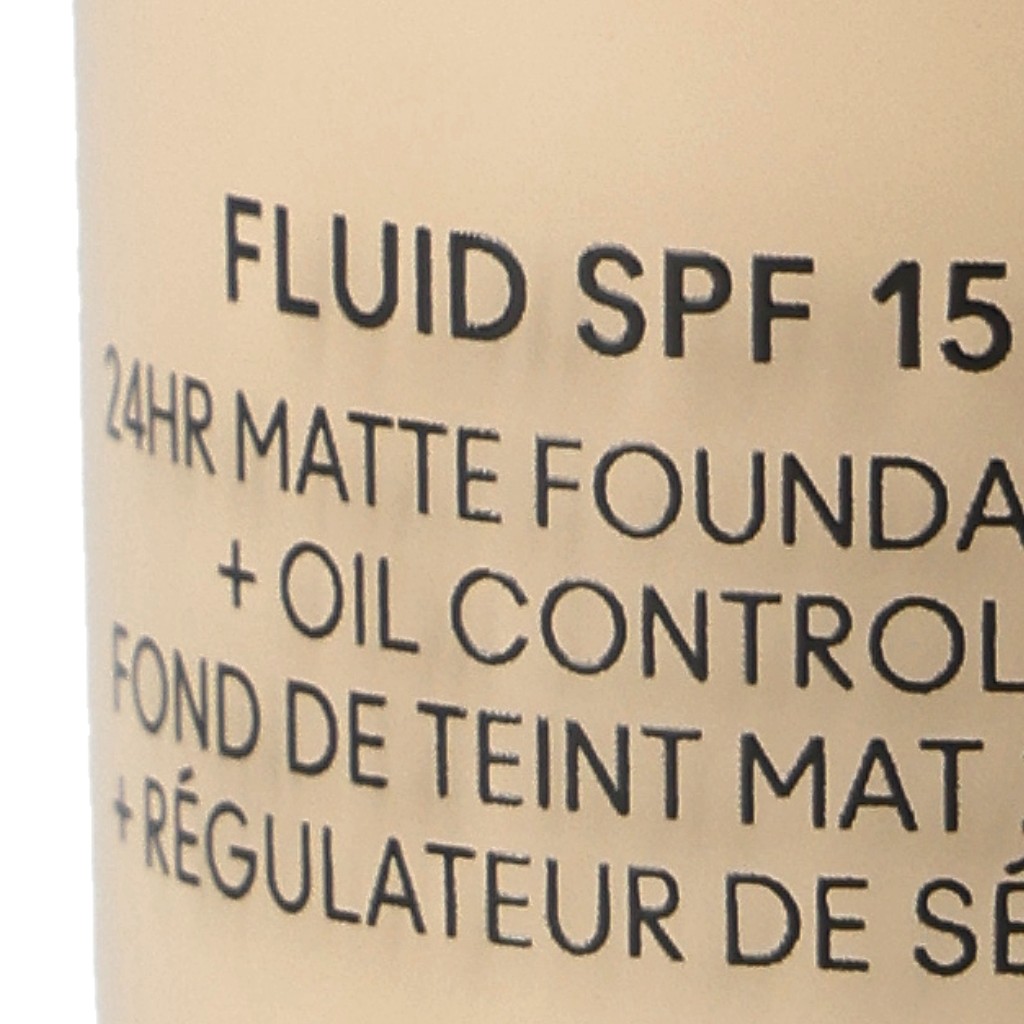 FLUID SPF 15
24HR MATTE FOUNDA
+ OIL CONTROL
FOND DE TEINT MAT
+ RÉGULATEUR DE SÉ